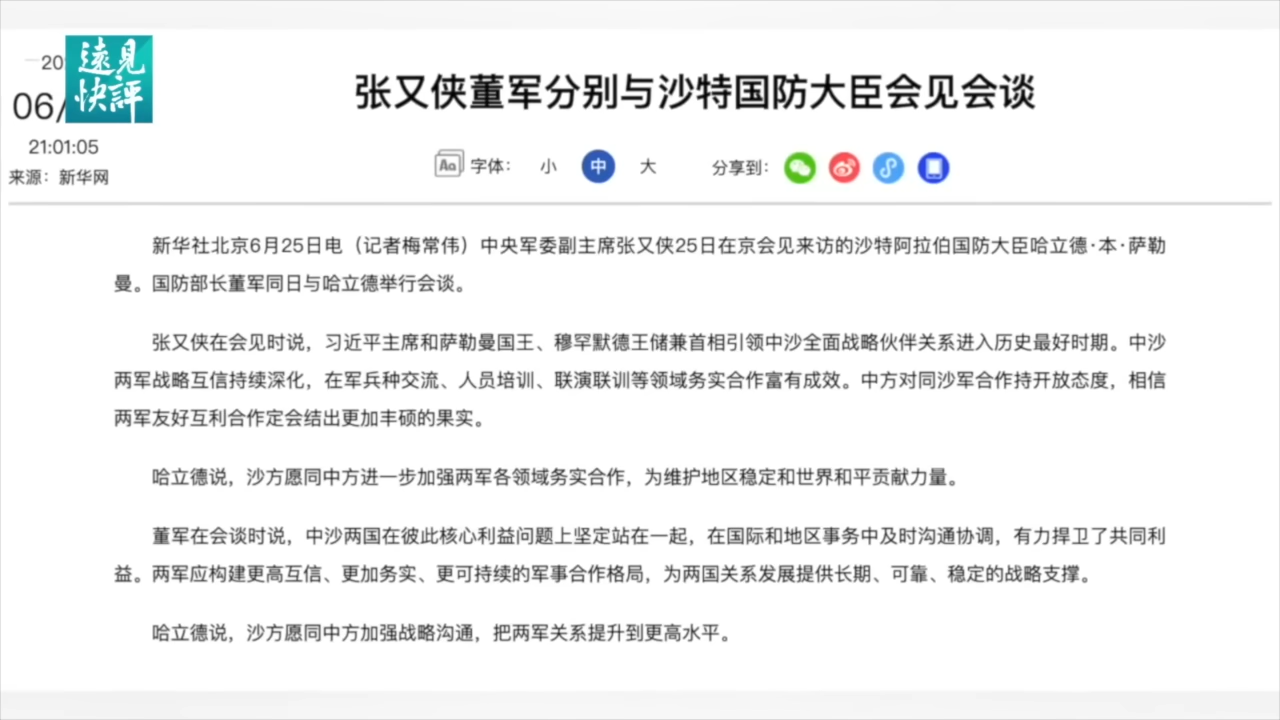 20
遠見
快評
06/
21:01:05
来源：新华网
张又侠董军分别与沙特国防大臣会见会谈
Aa 字体： 小 中 大 分享到：
新华社北京6月25日电（记者梅常伟）中央军委副主席张又侠25日在京会见来访的沙特阿拉伯国防大臣哈立德·本·萨勒
曼。国防部长董军同日与哈立德举行会谈。
张又侠在会见时说，习近平主席和萨勒曼国王、穆罕默德王储兼首相引领中沙全面战略伙伴关系进入历史最好时期。中沙
两军战略互信持续深化，在军兵种交流、人员培训、联演联训等领域务实合作富有成效。中方对同沙军合作持开放态度，相信
两军友好互利合作定会结出更加丰硕的果实。
哈立德说，沙方愿同中方进一步加强两军各领域务实合作，为维护地区稳定和世界和平贡献力量。
董军在会谈时说，中沙两国在彼此核心利益问题上坚定站在一起，在国际和地区事务中及时沟通协调，有力捍卫了共同利
益。两军应构建更高互信、更加务实、更可持续的军事合作格局，为两国关系发展提供长期、可靠、稳定的战略支撑。
哈立德说，沙方愿同中方加强战略沟通，把两军关系提升到更高水平。